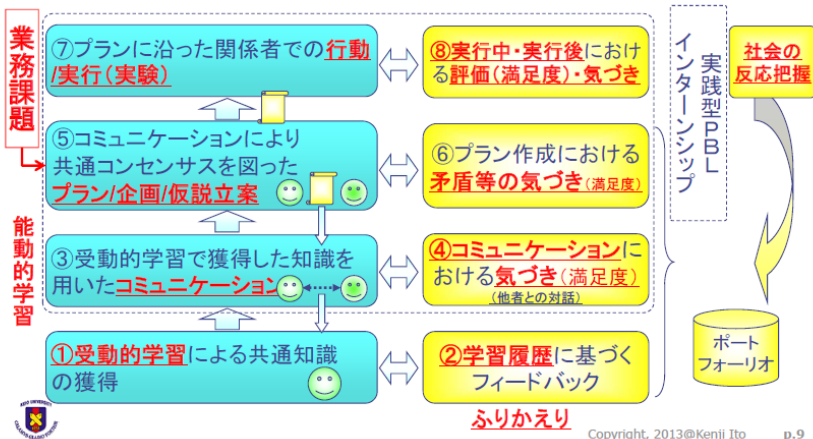 業務課題
⑦プランに沿った関係者での行動
/実行(実験)
⑧実行中・実行後におけ
る評価(満足度)・気づき
実践型PBL
インターンシップ
社会の
反応把握
⑤コミュニケーションにより
共通コンセンサスを図った
プラン/企画/仮説立案
⑥プラン作成における
矛盾等の気づき(満足度)
能動的学習
③受動的学習で獲得した知識を
用いたコミュニケーション
④コミュニケーションに
おける気づき(満足度)
(他者との対話)
①受動的学習による共通知識
の獲得
②学習履歴に基づく
フィードバック
ポート
フォーリオ
ふりかえり
Copyright. 2013@Kenji Ito
p.9